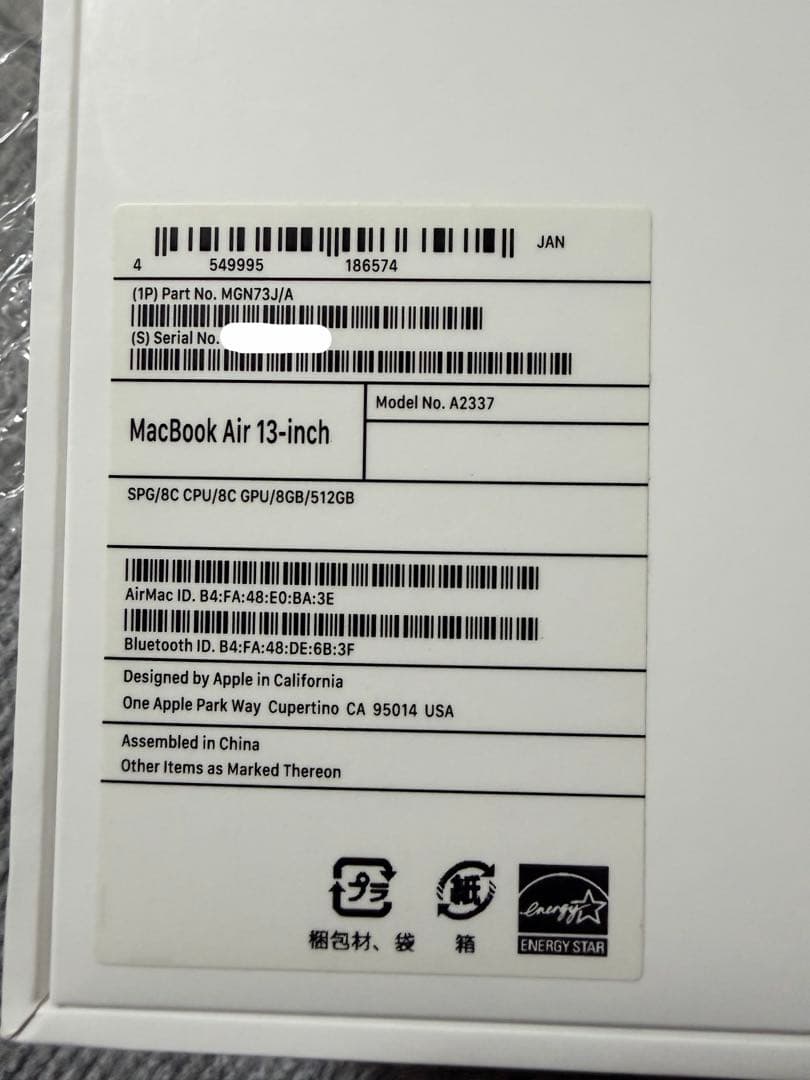 JAN
4 549995 186574
(1P) Part No. MGN73J/A
(S) Serial No.
MacBook Air 13-inch
Model No. A2337
SPG/8C CPU/8C GPU/8GB/512GB
AirMac ID. B4:FA:48:E0:BA:3E
Bluetooth ID. B4:FA:48:DE:6B:3F
Designed by Apple in California
One Apple Park Way Cupertino CA 95014 USA
Assembled in China
Other Items as Marked Thereon
プラ
紙
energy
梱包材、袋
箱
ENERGY STAR